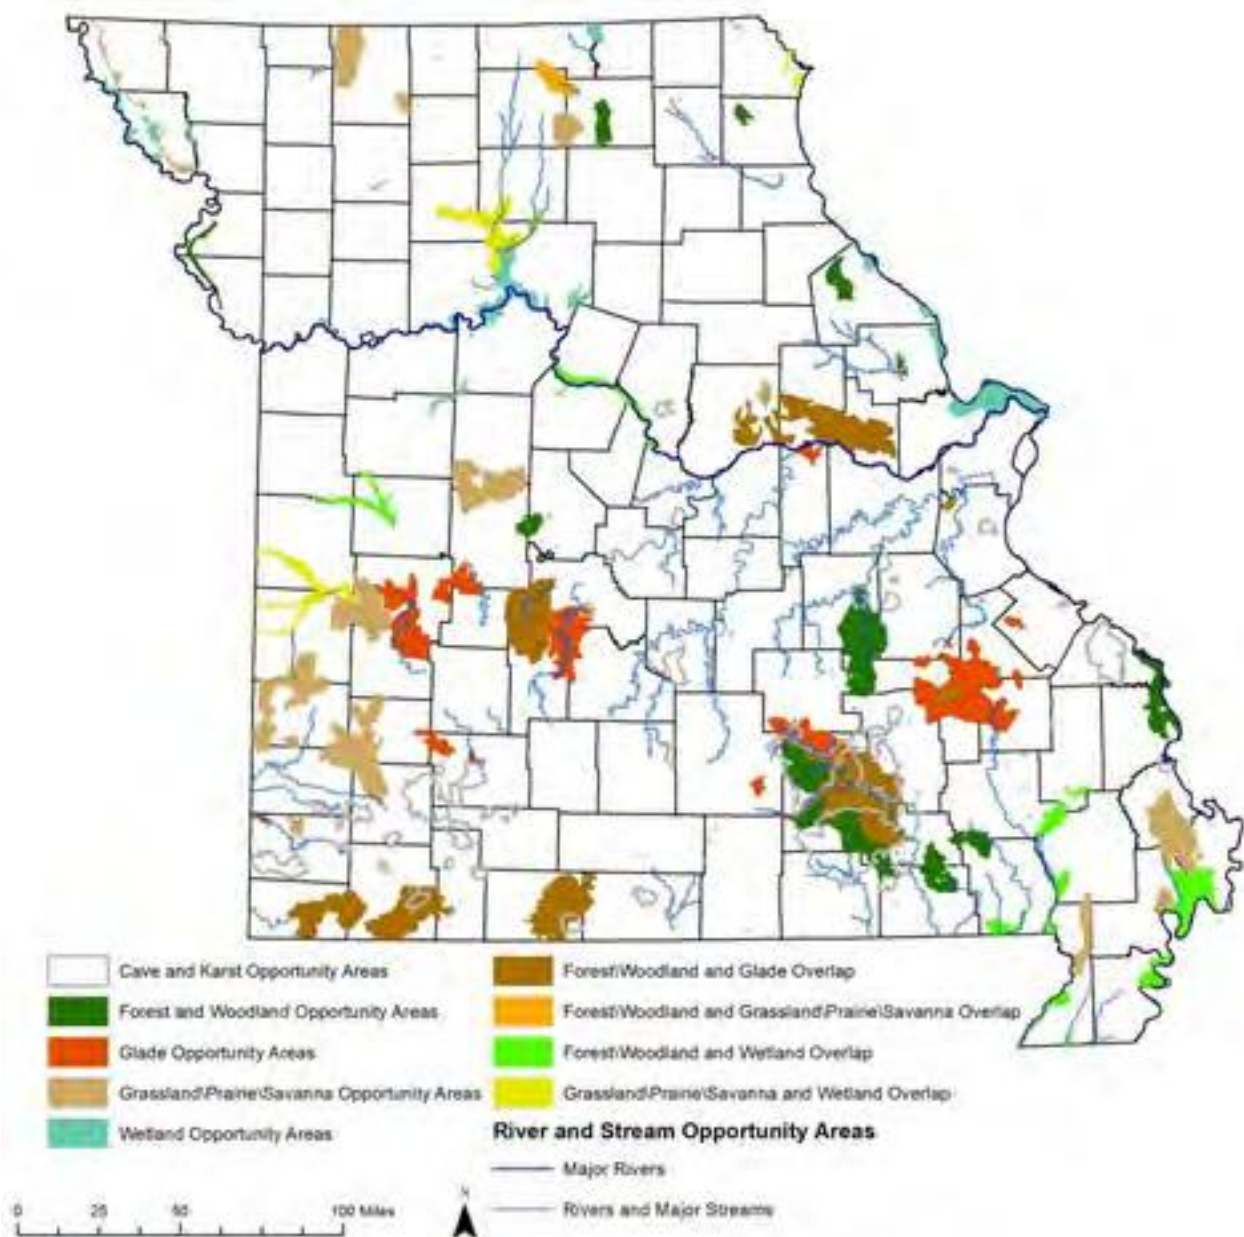 Cave and Karst Opportunity Areas
Forest and Woodland Opportunity Areas
Glade Opportunity Areas
Grassland\Prairie\Savanna Opportunity Areas
Wetland Opportunity Areas
Forest\Woodland and Glade Overlap
Forest\Woodland and Grassland\Prairie\Savanna Overlap
Forest\Woodland and Wetland Overlap
Grassland\Prairie\Savanna and Wetland Overlap
River and Stream Opportunity Areas
Major Rivers
Rivers and Major Streams
0 25 50 100 Miles
N